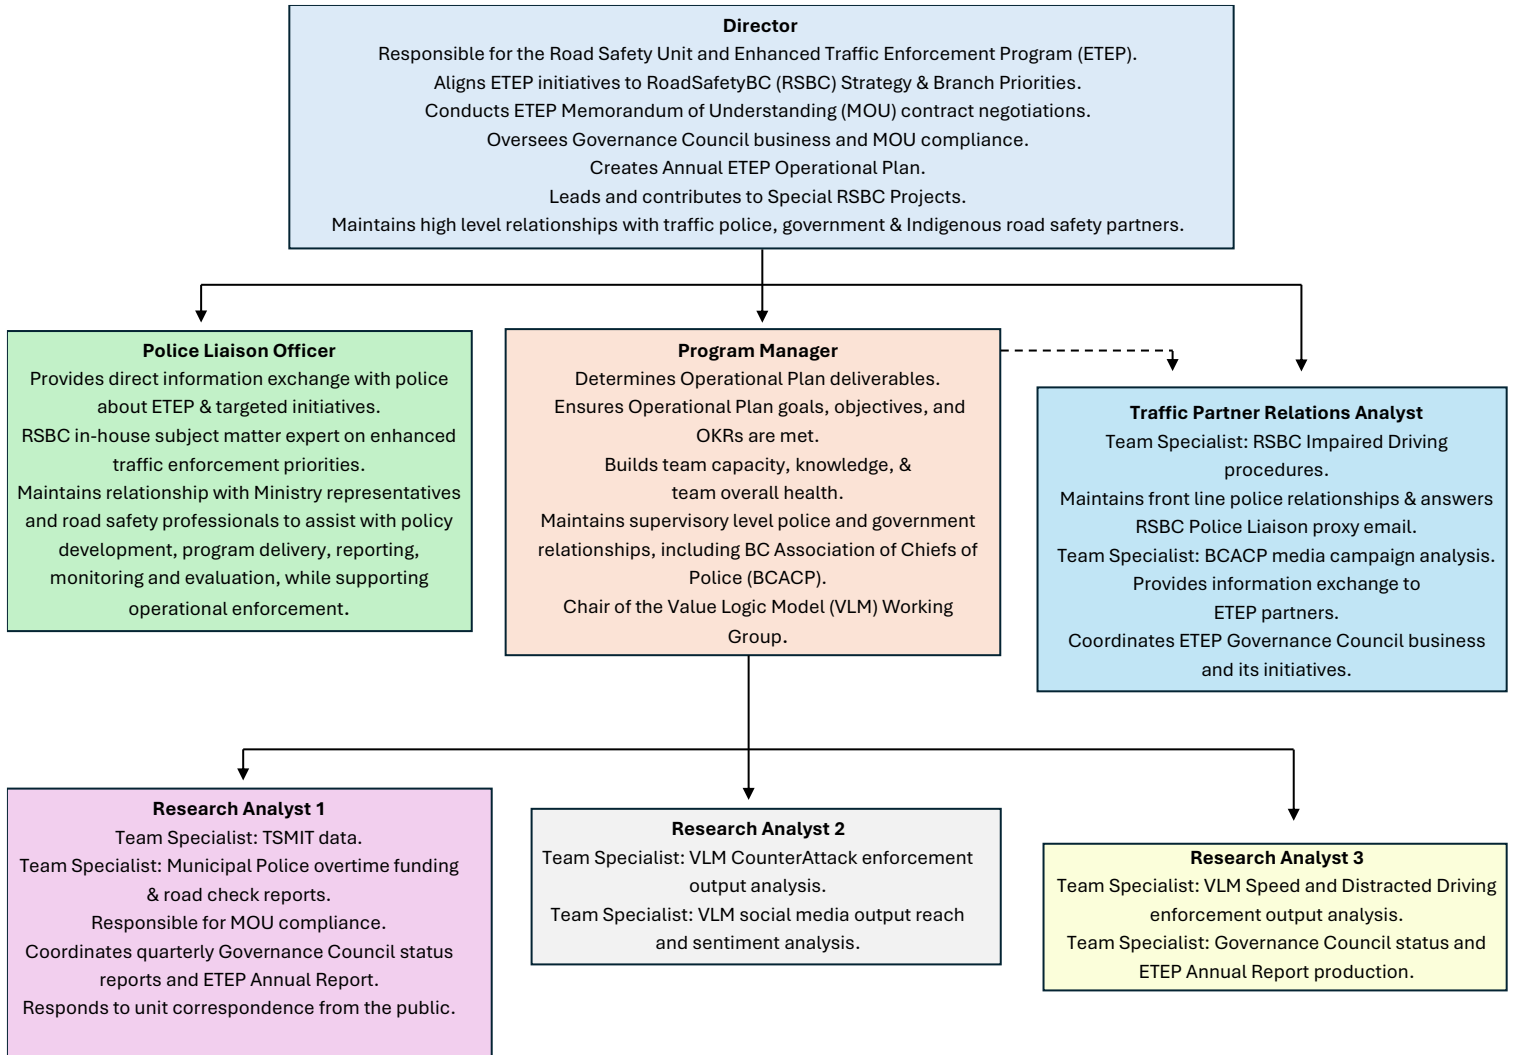 Director
Responsible for the Road Safety Unit and Enhanced Traffic Enforcement Program (ETEP).
Aligns ETEP initiatives to RoadSafetyBC (RSBC) Strategy & Branch Priorities.
Conducts ETEP Memorandum of Understanding (MOU) contract negotiations.
Oversees Governance Council business and MOU compliance.
Creates Annual ETEP Operational Plan.
Leads and contributes to Special RSBC Projects.
Maintains high level relationships with traffic police, government & Indigenous road safety partners.
Police Liaison Officer
Provides direct information exchange with police
about ETEP & targeted initiatives.
RSBC in-house subject matter expert on enhanced
traffic enforcement priorities.
Maintains relationship with Ministry representatives
and road safety professionals to assist with policy
development, program delivery, reporting,
monitoring and evaluation, while supporting
operational enforcement.
Program Manager
Determines Operational Plan deliverables.
Ensures Operational Plan goals, objectives, and
OKRs are met.
Builds team capacity, knowledge, &
team overall health.
Maintains supervisory level police and government
relationships, including BC Association of Chiefs of
Police (BCACP).
Chair of the Value Logic Model (VLM) Working
Group.
Traffic Partner Relations Analyst
Team Specialist: RSBC Impaired Driving
procedures.
Maintains front line police relationships & answers
RSBC Police Liaison proxy email.
Team Specialist: BCACP media campaign analysis.
Provides information exchange to
ETEP partners.
Coordinates ETEP Governance Council business
and its initiatives.
Research Analyst 1
Team Specialist: TSMIT data.
Team Specialist: Municipal Police overtime funding
& road check reports.
Responsible for MOU compliance.
Coordinates quarterly Governance Council status
reports and ETEP Annual Report.
Responds to unit correspondence from the public.
Research Analyst 2
Team Specialist: VLM CounterAttack enforcement
output analysis.
Team Specialist: VLM social media output reach
and sentiment analysis.
Research Analyst 3
Team Specialist: VLM Speed and Distracted Driving
enforcement output analysis.
Team Specialist: Governance Council status and
ETEP Annual Report production.